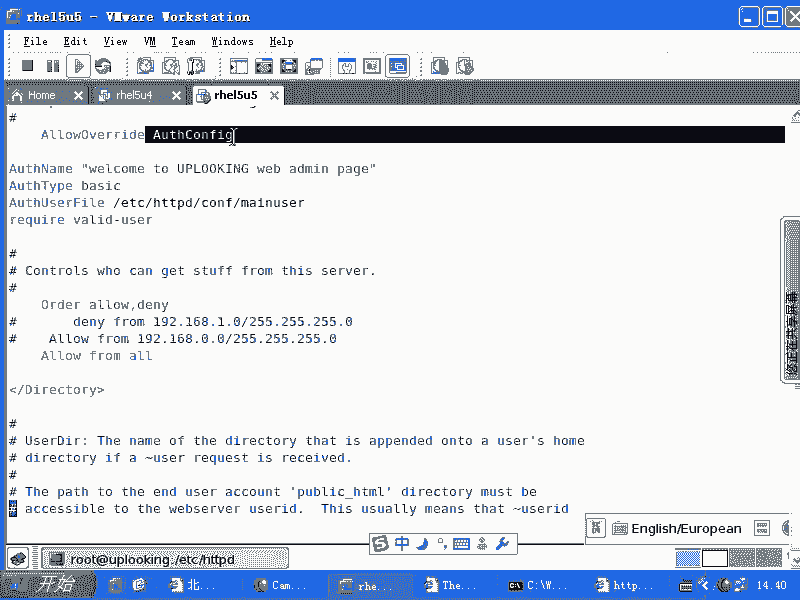 rhel5u5 - VMware Workstation
File Edit View VM Team Windows Help
Home rhel5u4 rhel5u5
#
AllowOverride AuthConfig
AuthName "welcome to UPLOOKING web admin page"
AuthType basic
AuthUserFile /etc/httpd/conf/mainuser
require valid-user
#
# Controls who can get stuff from this server.
#
Order allow,deny
# deny from 192.168.1.0/255.255.255.0
# Allow from 192.168.0.0/255.255.255.0
Allow from all
</Directory>
#
# UserDir: The name of the directory that is appended onto a user's home
# directory if a ~user request is received.
#
# The path to the end user account 'public_html' directory must be
# accessible to the webserver userid.  This usually means that ~userid
English/European
中
root@uplooking:/etc/httpd
开始 北... Cam... rhe... The... C:\W... http... 14.40